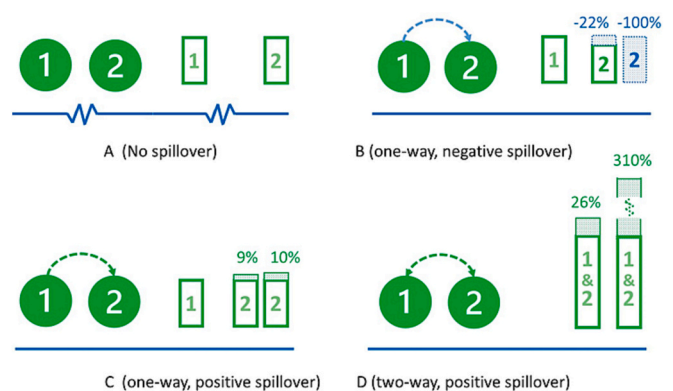 1 2 1 2
A (No spillover)
-22% -100%
1 2 1 2 2
B (one-way, negative spillover)
9% 10%
1 2 1 2 2
C (one-way, positive spillover)
310%
26%
1 2 1 & 2 1 & 2
D (two-way, positive spillover)